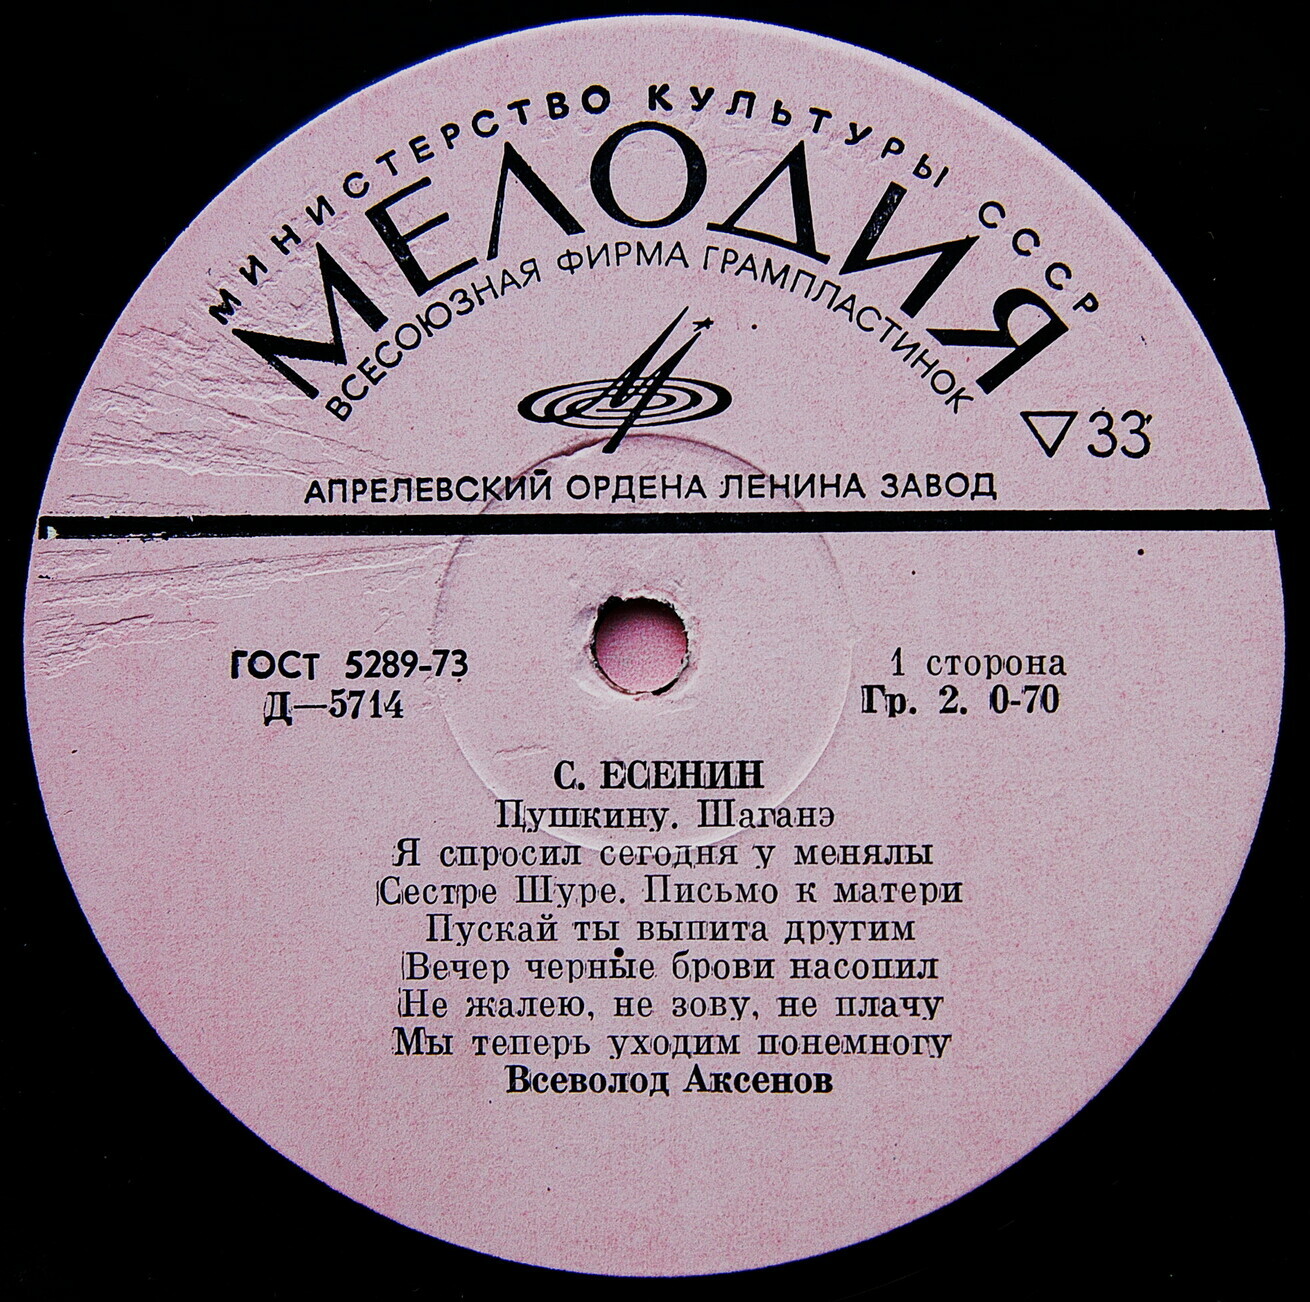 МИНИСТЕРСТВО КУЛЬТУРЫ СССР
МЕЛОДИЯ
ВСЕСОЮЗНАЯ ФИРМА ГРАМПЛАСТИНОК
33
АПРЕЛЕВСКИЙ ОРДЕНА ЛЕНИНА ЗАВОД
ГОСТ 5289-73
Д—5714
1 сторона
Гр. 2. 0-70
С. ЕСЕНИН
Пушкину. Шаганэ
Я спросил сегодня у менялы
Сестре Шуре. Письмо к матери
Пускай ты выпита другим
Вечер черные брови насопил
Не жалею, не зову, не плачу
Мы теперь уходим понемногу
Всеволод Аксенов